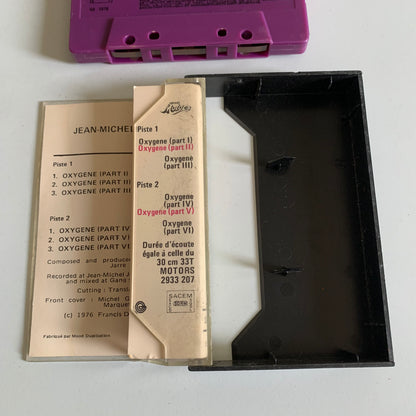 JEAN-MICHEL
Piste 1
1. OXYGENE (PART I
2. OXYGENE (PART II
3. OXYGENE (PART III
Piste 2
1. OXYGENE (PART IV
2. OXYGENE (PART V)
3. OXYGENE (PART VI)
Composed and produced
Jarre
Recorded at Jean-Michel J
and mixed at Gang
Cutting : Transla
Front cover : Michel G
Marque
(c) 1976 Francis D
Fabriqué par Mood Distribution
Piste 1
Oxygene (part I)
Oxygene (part II)
Oxygene
(part III)
Piste 2
Oxygene
(part IV)
Oxygene (part V)
Oxygene
(part VI)
Durée d'écoute
égale à celle du
30 cm 33T
MOTORS
2933 207
SACEM